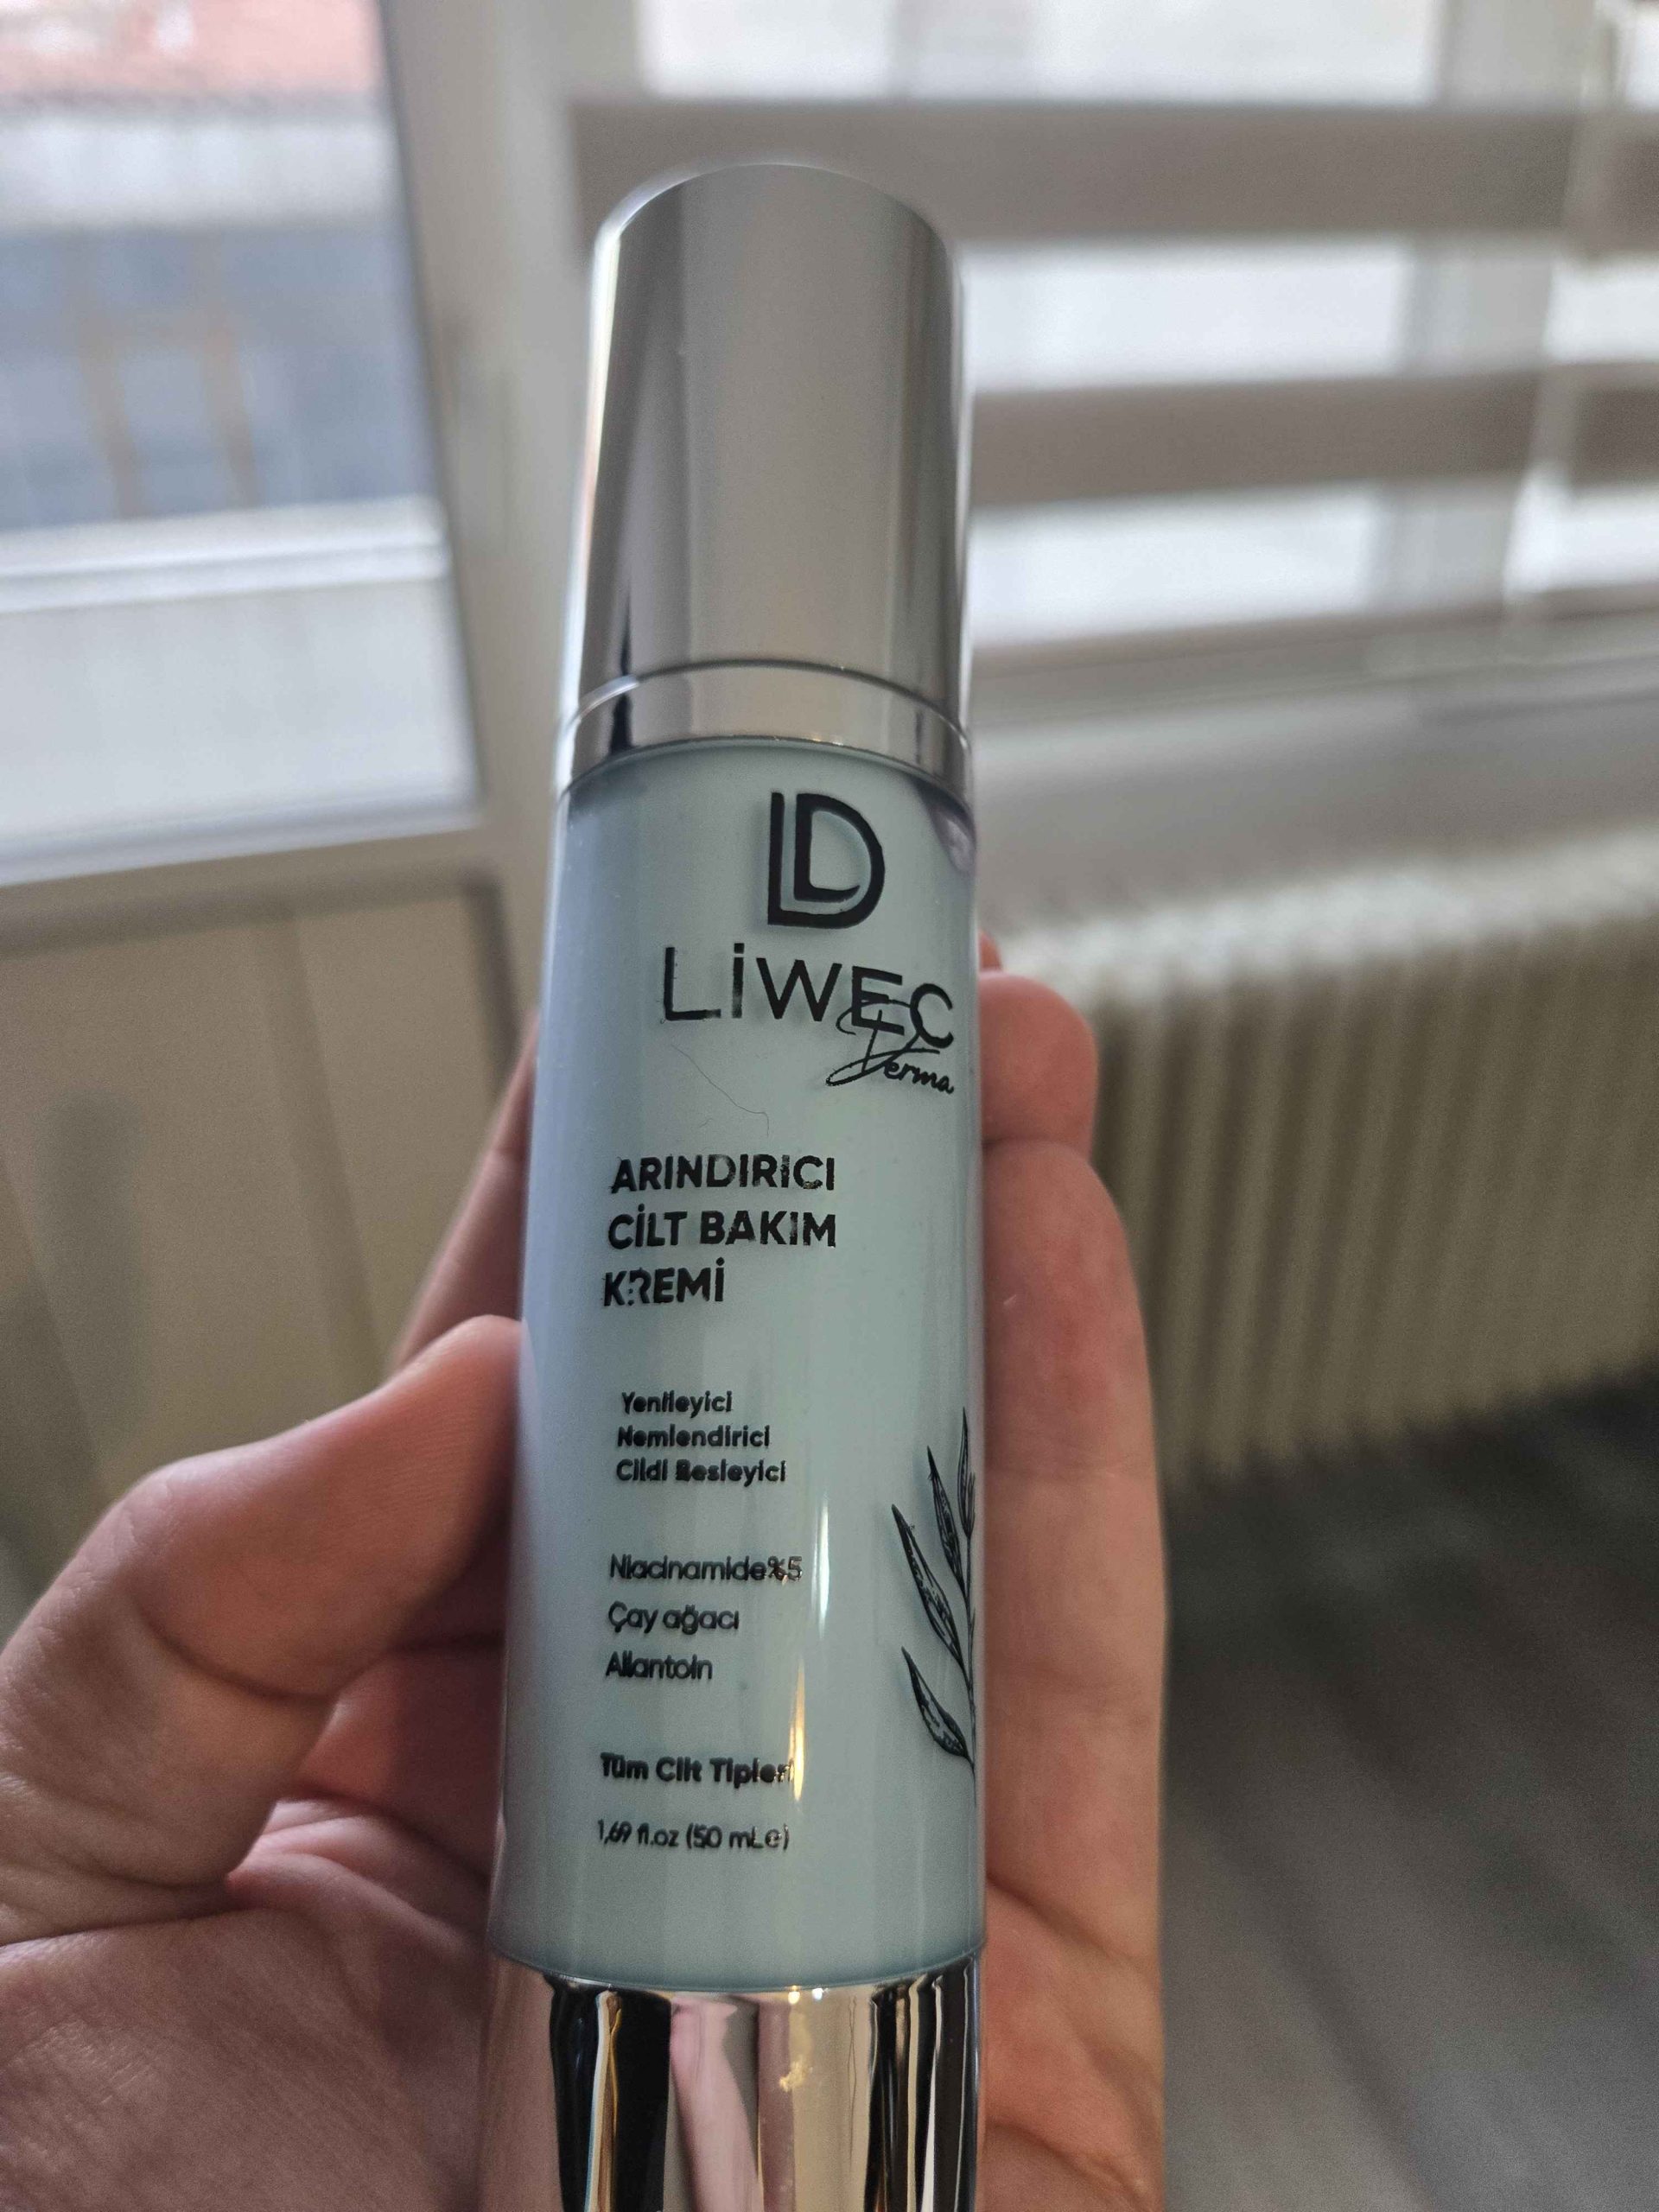 LD
LİWEC
Derma
ARINDIRICI
CİLT BAKIM
KREMİ
Yenileyici
Nemlendirici
Cildi Besleyici
Niacinamide%5
Çay ağacı
Allantoin
Tüm Cilt Tipleri
1,69 fl.oz (50 mL e)